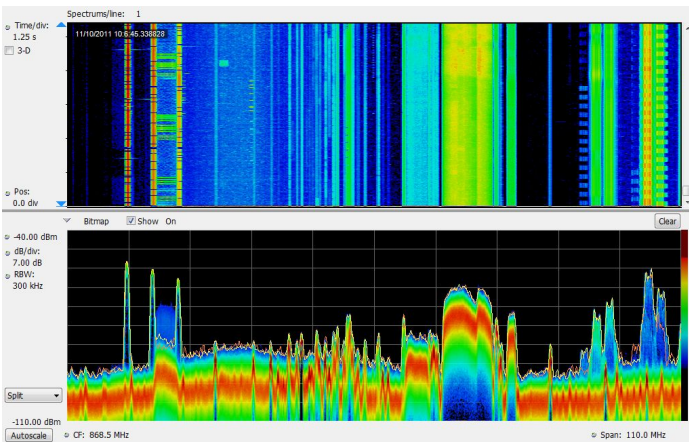 Spectrums/line: 1
Time/div:
1.25 s
3-D
11/10/2011 10:6:45.338828
Pos:
0.0 div
Bitmap Show On Clear
-40.00 dBm
dB/div:
7.00 dB
RBW:
300 kHz
Split
-110.00 dBm
Autoscale CF: 868.5 MHz Span: 110.0 MHz